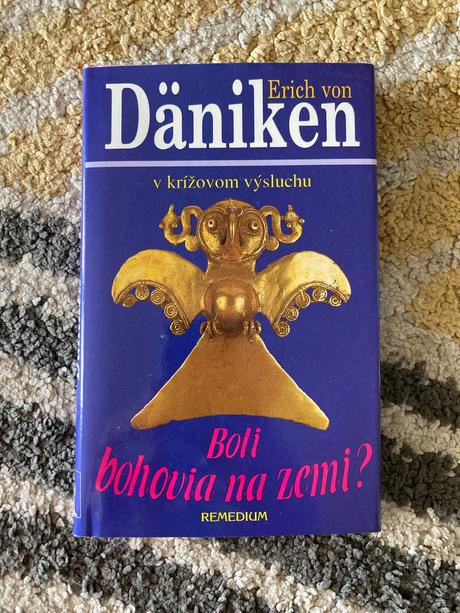 Erich von
Däniken
v krížovom výsluchu
Boli
bohovia na zemi?
REMEDIUM